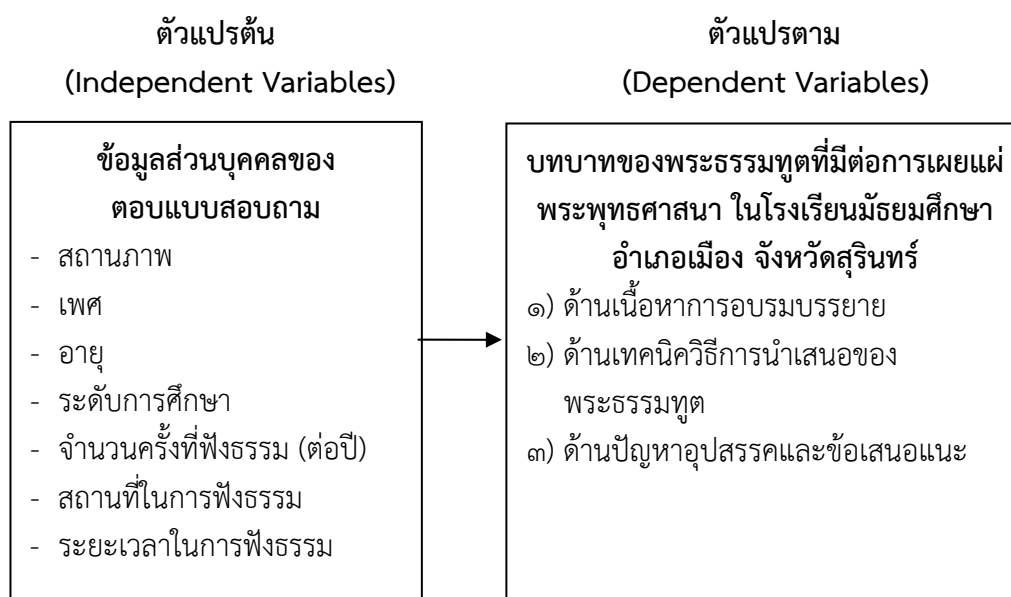 ตัวแปรต้น
(Independent Variables)
ข้อมูลส่วนบุคคลของ
ตอบแบบสอบถาม
- สถานภาพ
- เพศ
- อายุ
- ระดับการศึกษา
- จำนวนครั้งที่ฟังธรรม (ต่อปี)
- สถานที่ในการฟังธรรม
- ระยะเวลาในการฟังธรรม
ตัวแปรตาม
(Dependent Variables)
บทบาทของพระธรรมทูตที่มีต่อการเผยแผ่
พระพุทธศาสนา ในโรงเรียนมัธยมศึกษา
อำเภอเมือง จังหวัดสุรินทร์
๑) ด้านเนื้อหาการอบรมบรรยาย
๒) ด้านเทคนิควิธีการนำเสนอของ
พระธรรมทูต
๓) ด้านปัญหาอุปสรรคและข้อเสนอแนะ